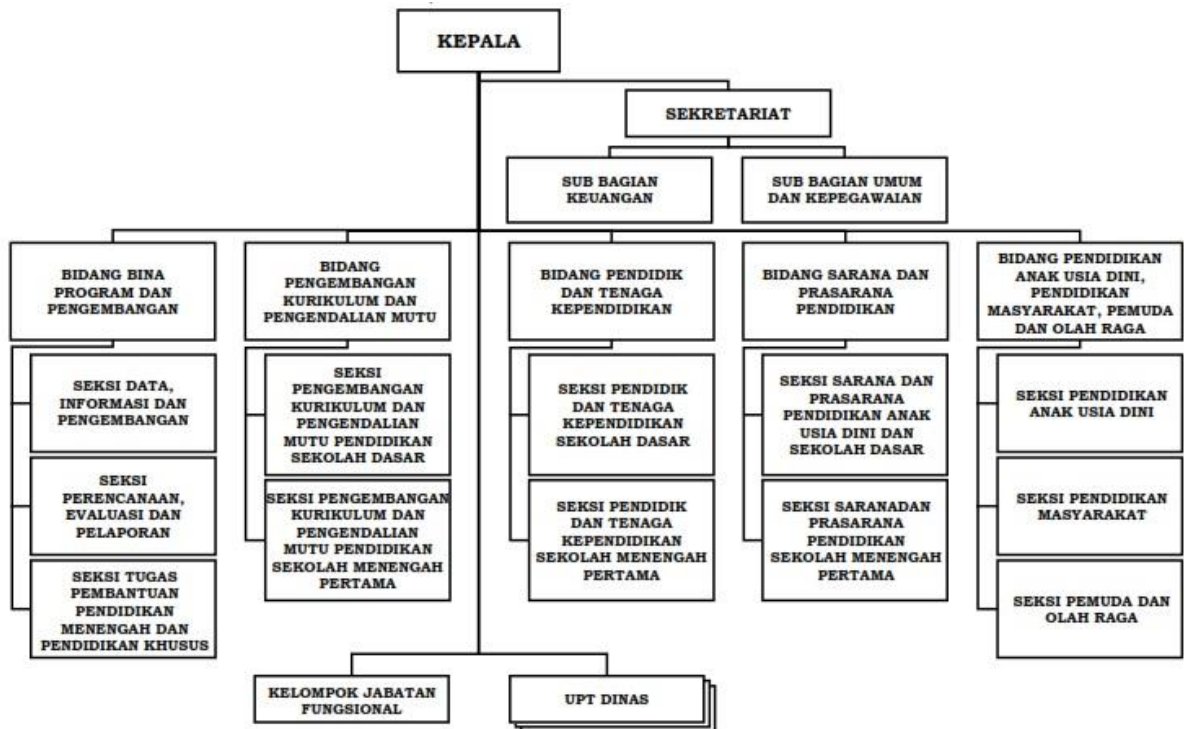 KEPALA
SEKRETARIAT
SUB BAGIAN
KEUANGAN
SUB BAGIAN UMUM
DAN KEPEGAWAIAN
BIDANG BINA
PROGRAM DAN
PENGEMBANGAN
BIDANG
PENGEMBANGAN
KURIKULUM DAN
PENGENDALIAN MUTU
BIDANG PENDIDIK
DAN TENAGA
KEPENDIDIKAN
BIDANG SARANA DAN
PRASARANA
PENDIDIKAN
BIDANG PENDIDIKAN
ANAK USIA DINI,
PENDIDIKAN
MASYARAKAT, PEMUDA
DAN OLAH RAGA
SEKSI DATA,
INFORMASI DAN
PENGEMBANGAN
SEKSI
PENGEMBANGAN
KURIKULUM DAN
PENGENDALIAN
MUTU PENDIDIKAN
SEKOLAH DASAR
SEKSI PENDIDIK
DAN TENAGA
KEPENDIDIKAN
SEKOLAH DASAR
SEKSI SARANA DAN
PRASARANA
PENDIDIKAN ANAK
USIA DINI DAN
SEKOLAH DASAR
SEKSI PENDIDIKAN
ANAK USIA DINI
SEKSI
PERENCANAAN,
EVALUASI DAN
PELAPORAN
SEKSI PENGEMBANGAN
KURIKULUM DAN
PENGENDALIAN
MUTU PENDIDIKAN
SEKOLAH MENENGAH
PERTAMA
SEKSI PENDIDIK
DAN TENAGA
KEPENDIDIKAN
SEKOLAH MENENGAH
PERTAMA
SEKSI SARANADAN
PRASARANA
PENDIDIKAN
SEKOLAH MENENGAH
PERTAMA
SEKSI PENDIDIKAN
MASYARAKAT
SEKSI TUGAS
PEMBANTUAN
PENDIDIKAN
MENENGAH DAN
PENDIDIKAN KHUSUS
SEKSI PEMUDA DAN
OLAH RAGA
KELOMPOK JABATAN
FUNGSIONAL
UPT DINAS